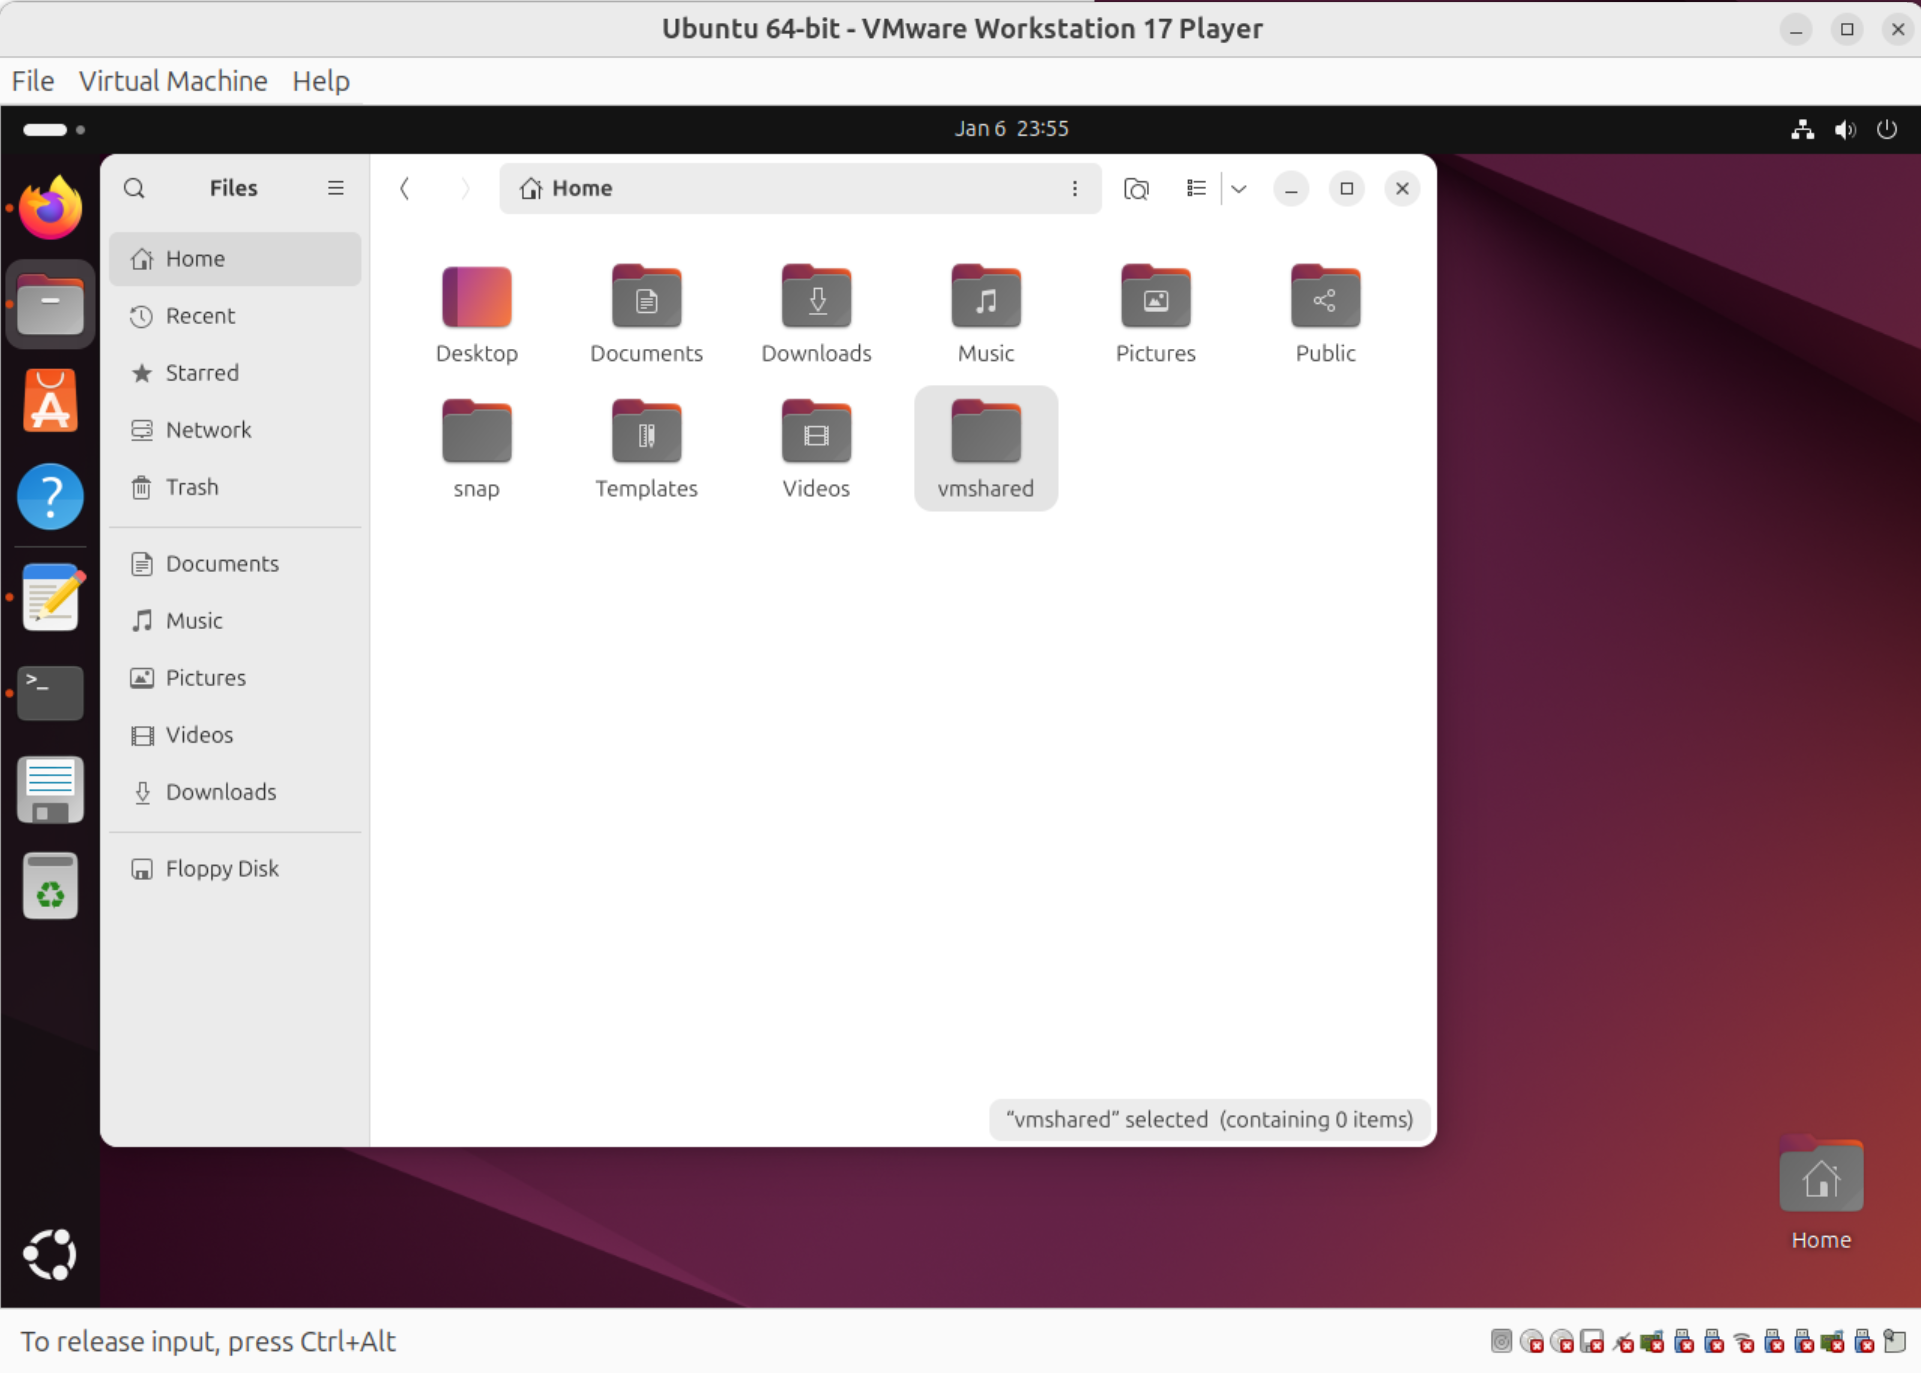 Ubuntu 64-bit - VMware Workstation 17 Player
File Virtual Machine Help
Jan 6 23:55
Files
Home
Home
Recent
Starred
Network
Trash
Documents
Music
Pictures
Videos
Downloads
Floppy Disk
Desktop Documents Downloads Music Pictures Public
snap Templates Videos vmshared
“vmshared” selected (containing 0 items)
Home
To release input, press Ctrl+Alt